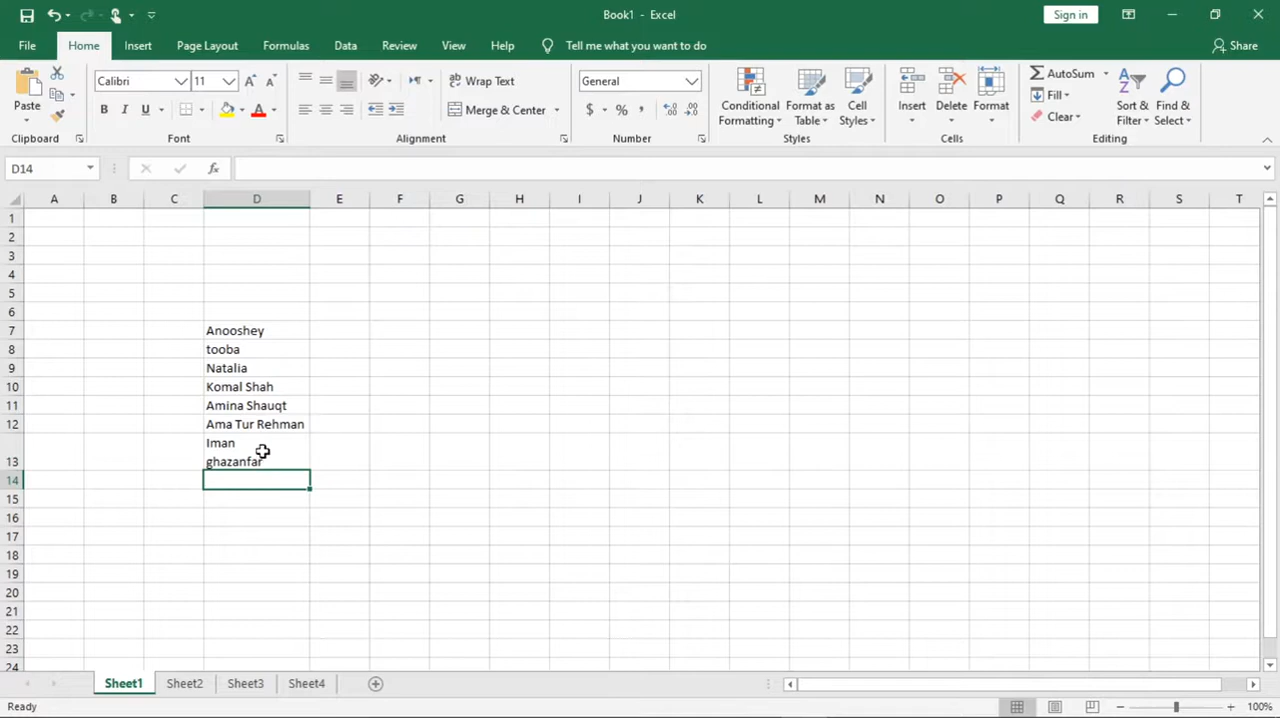 Book1 - Excel
Sign in
File Home Insert Page Layout Formulas Data Review View Help Tell me what you want to do Share
Paste
Calibri 11
B I U
Wrap Text
Merge & Center
General
$ % ,
Conditional Formatting
Format as Table
Cell Styles
Insert
Delete
Format
AutoSum
Fill
Clear
Sort & Filter
Find & Select
Clipboard Font Alignment Number Styles Cells Editing
D14 fx
A B C D E F G H I J K L M N O P Q R S T
1
2
3
4
5
6
7 Anooshey
8 tooba
9 Natalia
10 Komal Shah
11 Amina Shauqt
12 Ama Tur Rehman
Iman
13 ghazanfar
14
15
16
17
18
19
20
21
22
23
24
Sheet1 Sheet2 Sheet3 Sheet4
Ready 100%